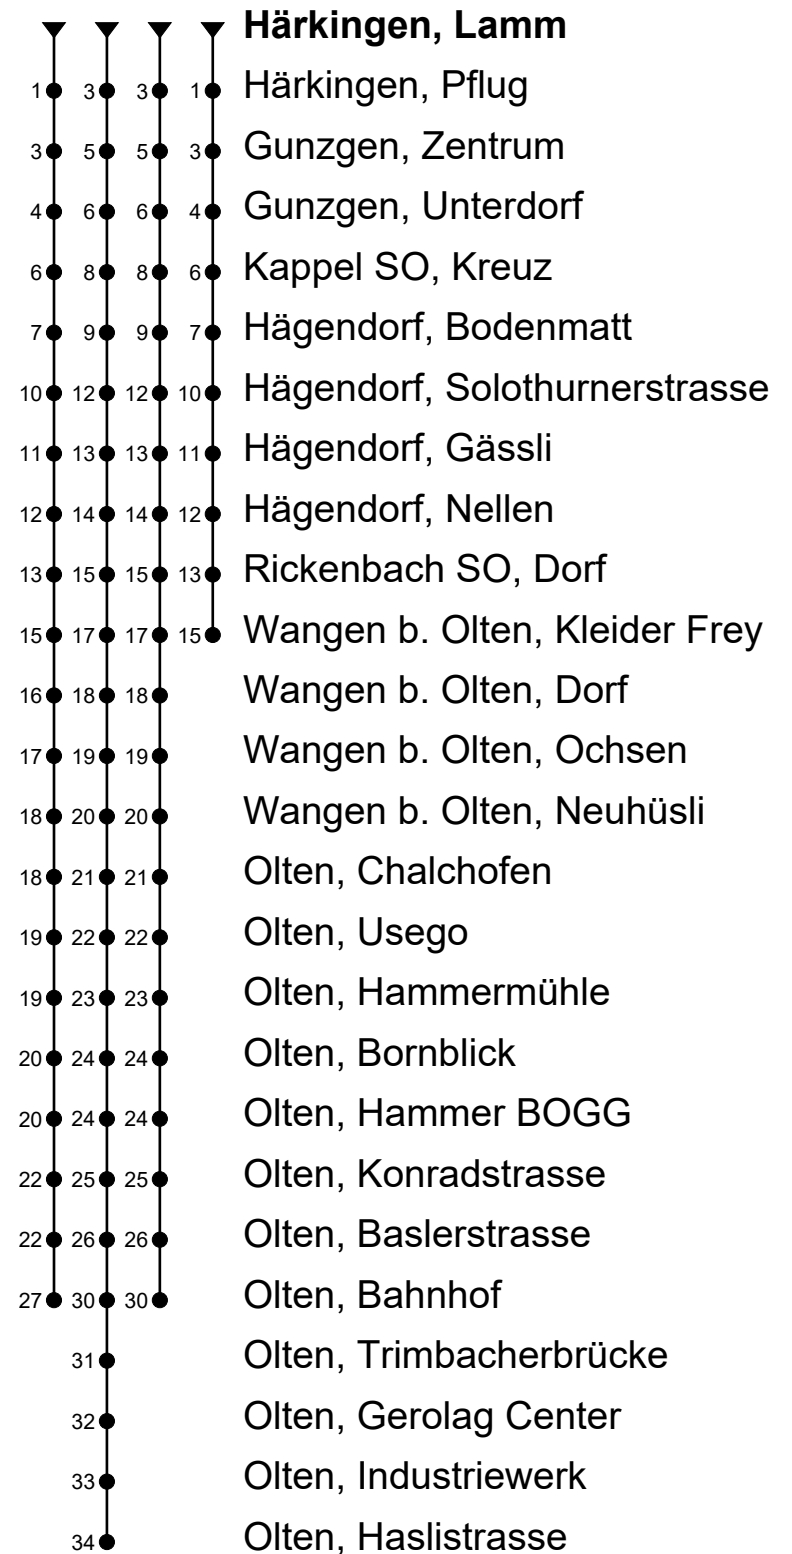 Härkingen, Lamm
1 3 3 1 Härkingen, Pflug
3 5 5 3 Gunzgen, Zentrum
4 6 6 4 Gunzgen, Unterdorf
6 8 8 6 Kappel SO, Kreuz
7 9 9 7 Hägendorf, Bodenmatt
10 12 12 10 Hägendorf, Solothurnerstrasse
11 13 13 11 Hägendorf, Gässli
12 14 14 12 Hägendorf, Nellen
13 15 15 13 Rickenbach SO, Dorf
15 17 17 15 Wangen b. Olten, Kleider Frey
16 18 18 Wangen b. Olten, Dorf
17 19 19 Wangen b. Olten, Ochsen
18 20 20 Wangen b. Olten, Neuhüsli
18 21 21 Olten, Chalchofen
19 22 22 Olten, Usego
19 23 23 Olten, Hammermühle
20 24 24 Olten, Bornblick
20 24 24 Olten, Hammer BOGG
22 25 25 Olten, Konradstrasse
22 26 26 Olten, Baslerstrasse
27 30 30 Olten, Bahnhof
31 Olten, Trimbacherbrücke
32 Olten, Gerolag Center
33 Olten, Industriewerk
34 Olten, Haslistrasse